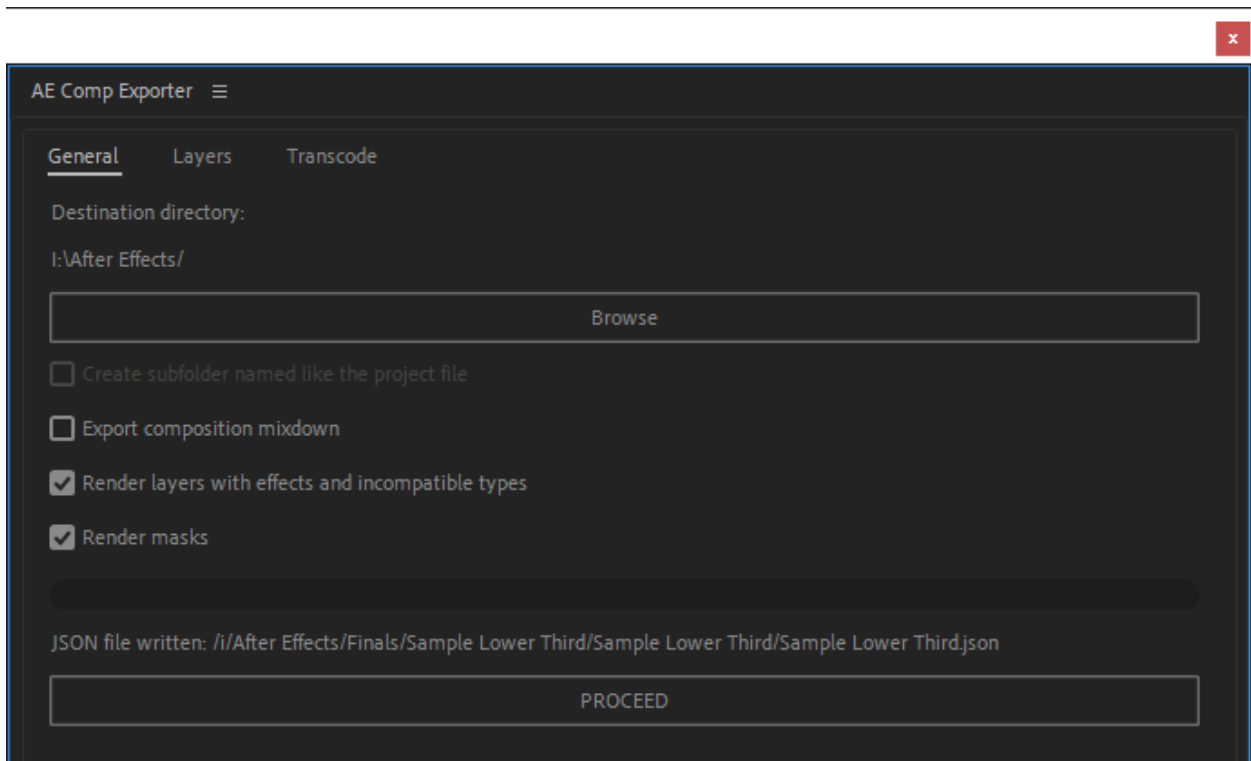 x
AE Comp Exporter
General Layers Transcode
Destination directory:
I:\After Effects/
Browse
Create subfolder named like the project file
Export composition mixdown
Render layers with effects and incompatible types
Render masks
JSON file written: /i/After Effects/Finals/Sample Lower Third/Sample Lower Third/Sample Lower Third.json
PROCEED